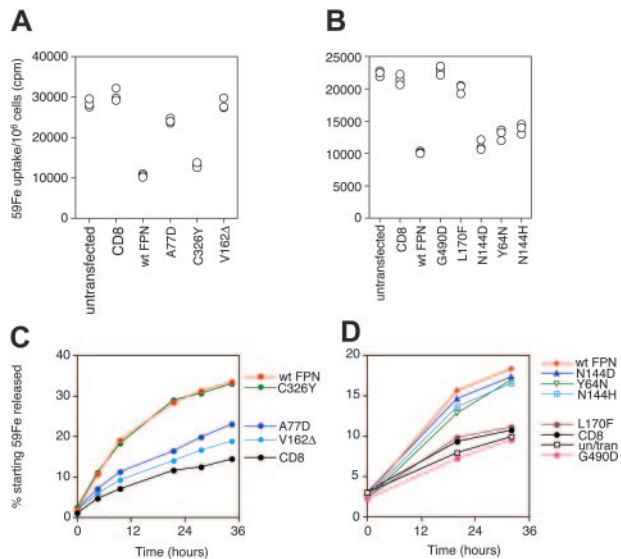 A
59Fe uptake/10⁶ cells (cpm)
40000
30000
20000
10000
0
untransfected
CD8
wt FPN
A77D
C326Y
V162Δ
B
25000
20000
15000
10000
5000
0
untransfected
CD8
wt FPN
G490D
L170F
N144D
Y64N
N144H
C
% starting 59Fe released
40
30
20
10
0
0 12 24 36
Time (hours)
wt FPN
C326Y
A77D
V162Δ
CD8
D
20
15
10
5
0
0 12 24 36
Time (hours)
wt FPN
N144D
Y64N
N144H
L170F
CD8
un/tran
G490D